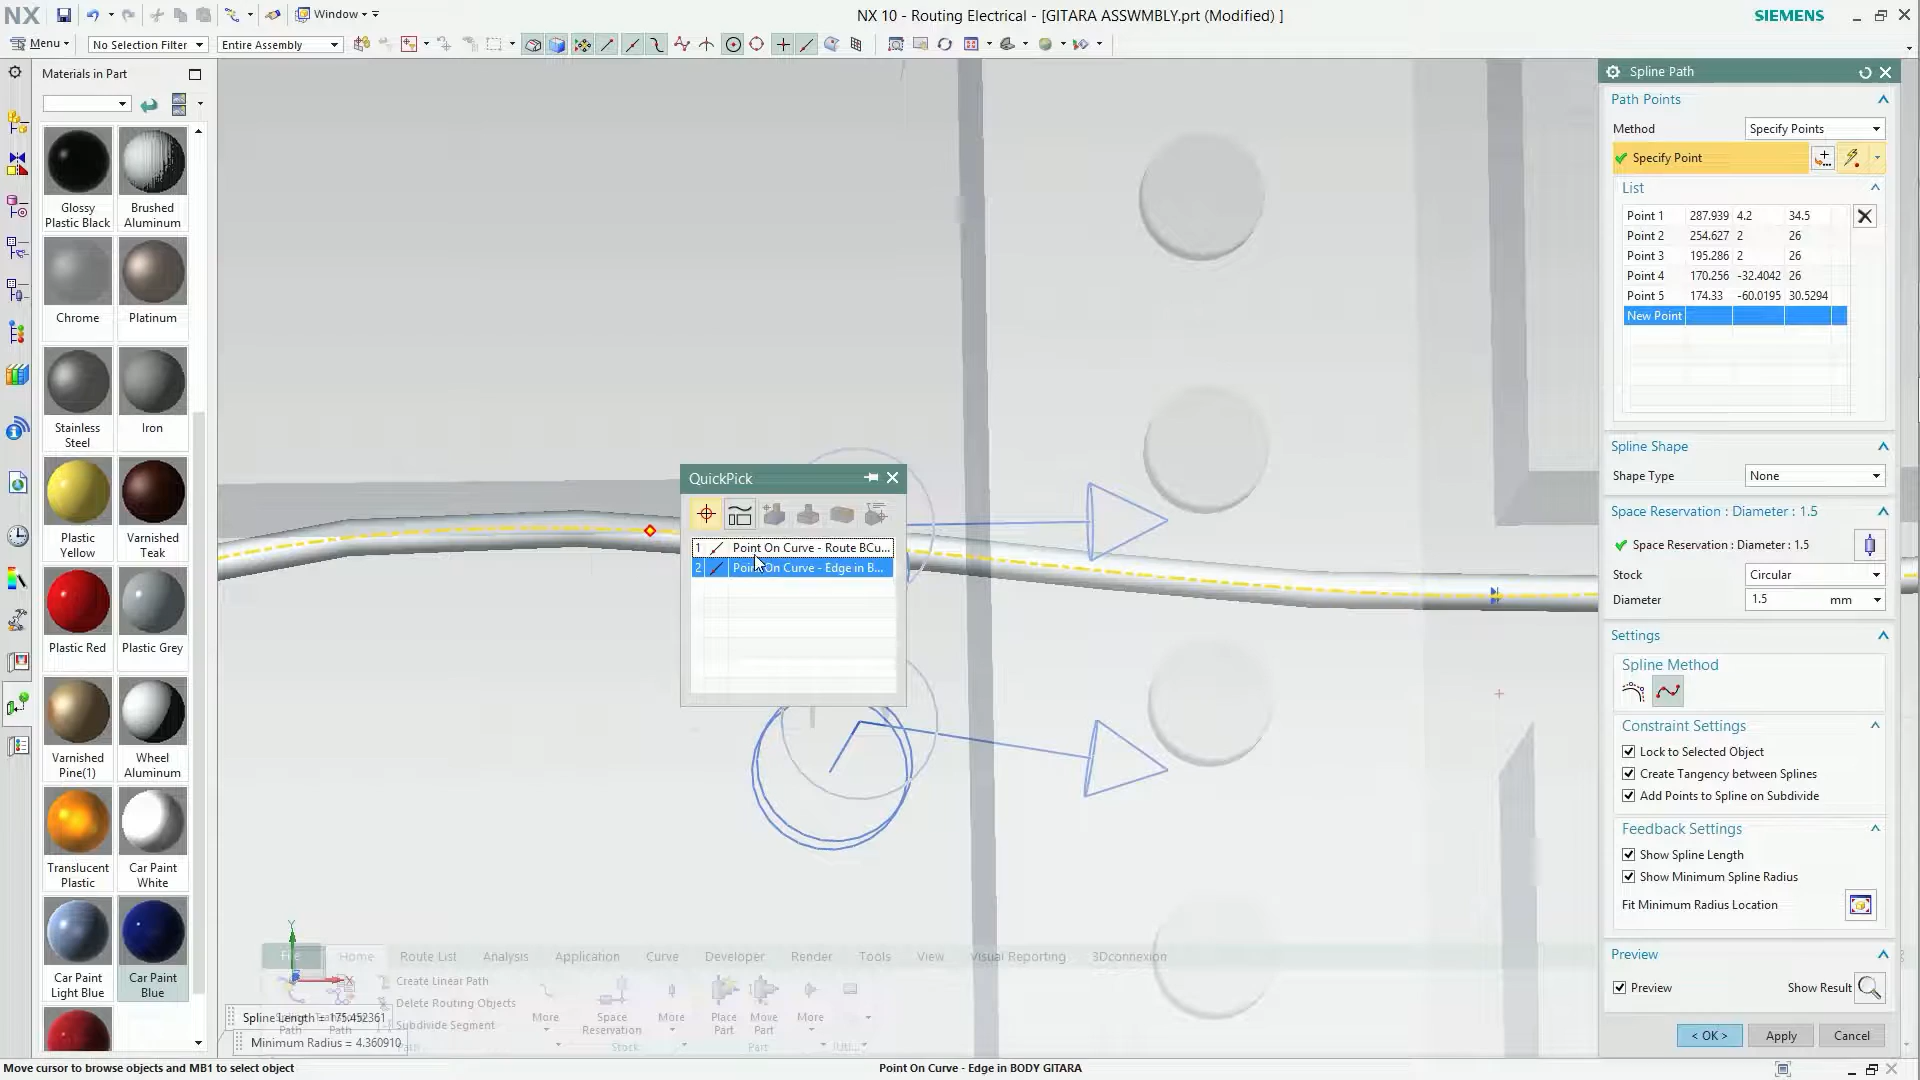 NX
Window
NX 10 - Routing Electrical - [GITARA ASSWMBLY.prt (Modified) ]
SIEMENS
Menu
No Selection Filter
Entire Assembly
Materials in Part
Glossy
Plastic Black
Brushed
Aluminum
Chrome
Platinum
Stainless
Steel
Iron
Plastic
Yellow
Varnished
Teak
Plastic Red
Plastic Grey
Varnished
Pine(1)
Wheel
Aluminum
Translucent
Plastic
Car Paint
White
Car Paint
Light Blue
Car Paint
Blue
QuickPick
1 Point On Curve - Route BCu...
2 Point On Curve - Edge in B...
Spline Path
Path Points
Method
Specify Points
Specify Point
List
Point 1 287.939 4.2 34.5
Point 2 254.627 2 26
Point 3 195.286 2 26
Point 4 170.256 -32.4042 26
Point 5 174.33 -60.0195 30.5294
New Point
Spline Shape
Shape Type
None
Space Reservation : Diameter : 1.5
Space Reservation : Diameter : 1.5
Stock
Circular
Diameter
1.5 mm
Settings
Spline Method
Constraint Settings
Lock to Selected Object
Create Tangency between Splines
Add Points to Spline on Subdivide
Feedback Settings
Show Spline Length
Show Minimum Spline Radius
Fit Minimum Radius Location
Preview
Preview
Show Result
< OK >
Apply
Cancel
Y
X
File
Home
Route List
Analysis
Application
Curve
Developer
Render
Tools
View
Visual Reporting
3Dconnexion
Create Linear Path
Delete Routing Objects
Subdivide Segment
More
Space
Reservation
More
Place
Part
Move
Part
More
Path
Stock
Part
Spline Length = 175.452361
Minimum Radius = 4.360910
Move cursor to browse objects and MB1 to select object
Point On Curve - Edge in BODY GITARA